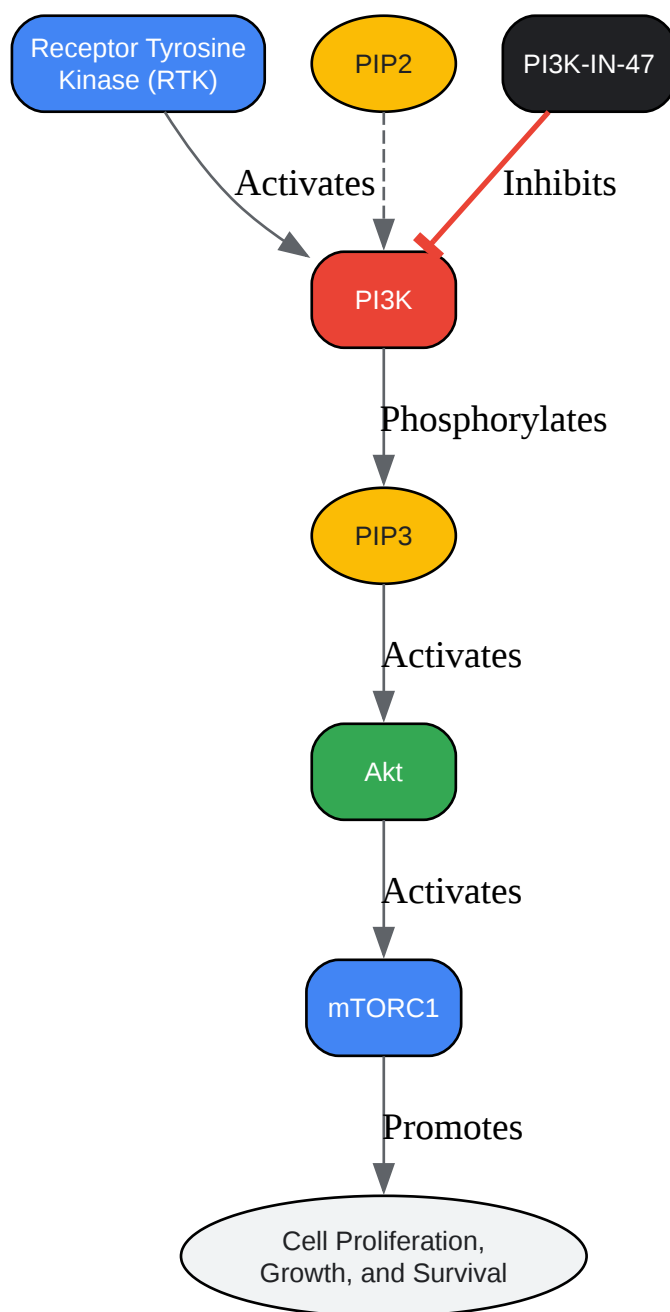 Receptor Tyrosine
Kinase (RTK)
PIP2
PI3K-IN-47
Activates
Inhibits
PI3K
Phosphorylates
PIP3
Activates
Akt
Activates
mTORC1
Promotes
Cell Proliferation,
Growth, and Survival